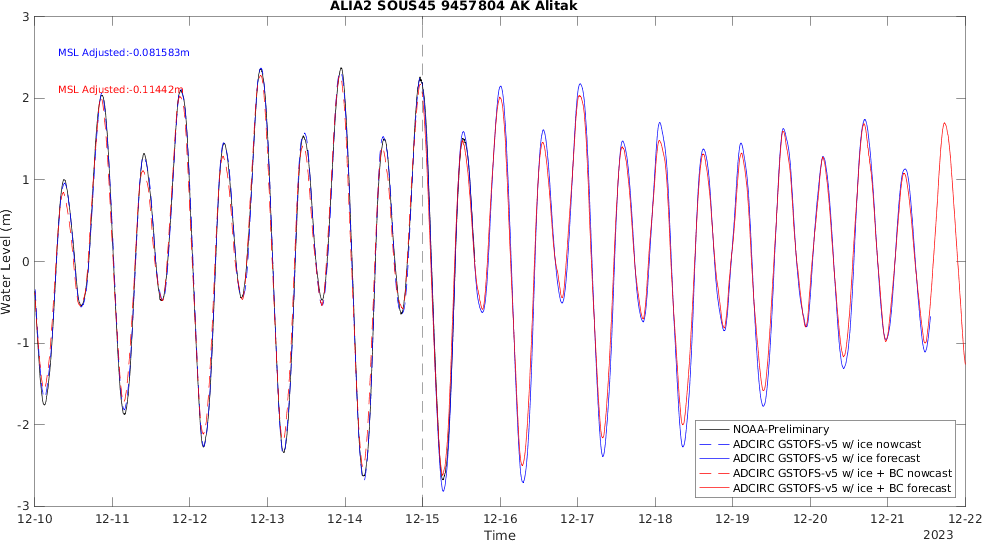 ALIA2 SOUS45 9457804 AK Alitak
MSL Adjusted:-0.081583m
MSL Adjusted:-0.11442m
Water Level (m)
3
2
1
0
-1
-2
-3
NOAA-Preliminary
ADCIRC GSTOFS-v5 w/ ice nowcast
ADCIRC GSTOFS-v5 w/ ice forecast
ADCIRC GSTOFS-v5 w/ ice + BC nowcast
ADCIRC GSTOFS-v5 w/ ice + BC forecast
12-10 12-11 12-12 12-13 12-14 12-15 12-16 12-17 12-18 12-19 12-20 12-21 12-22
Time
2023